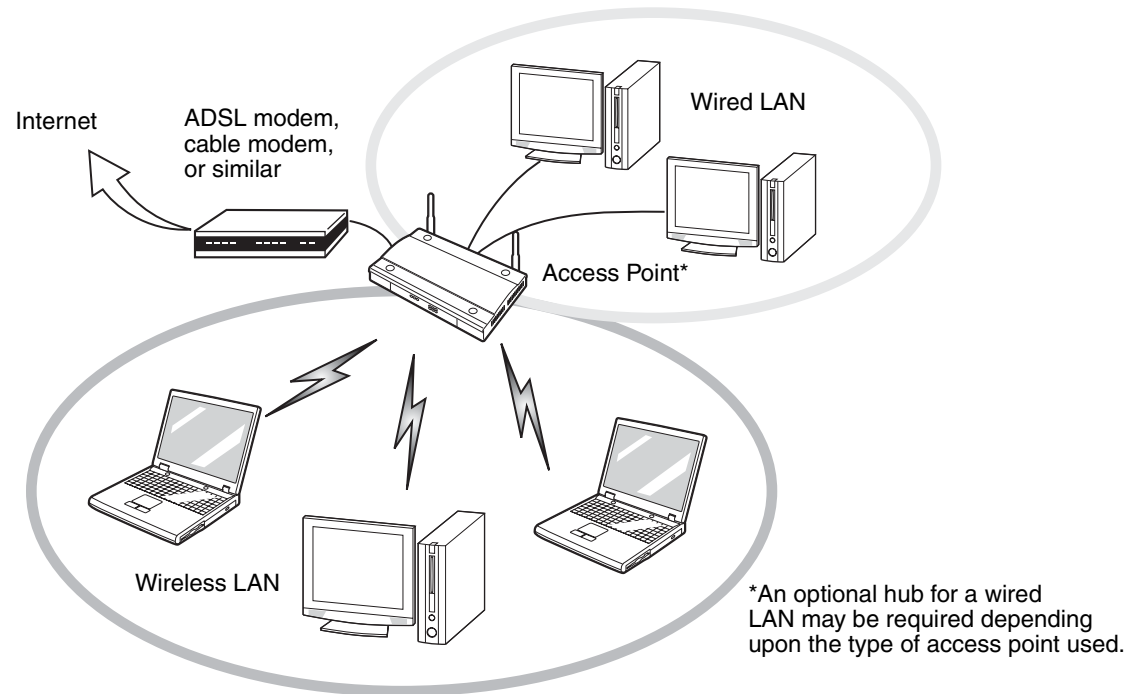 Internet
ADSL modem,
cable modem,
or similar
Wired LAN
Access Point*
Wireless LAN
*An optional hub for a wired
LAN may be required depending
upon the type of access point used.